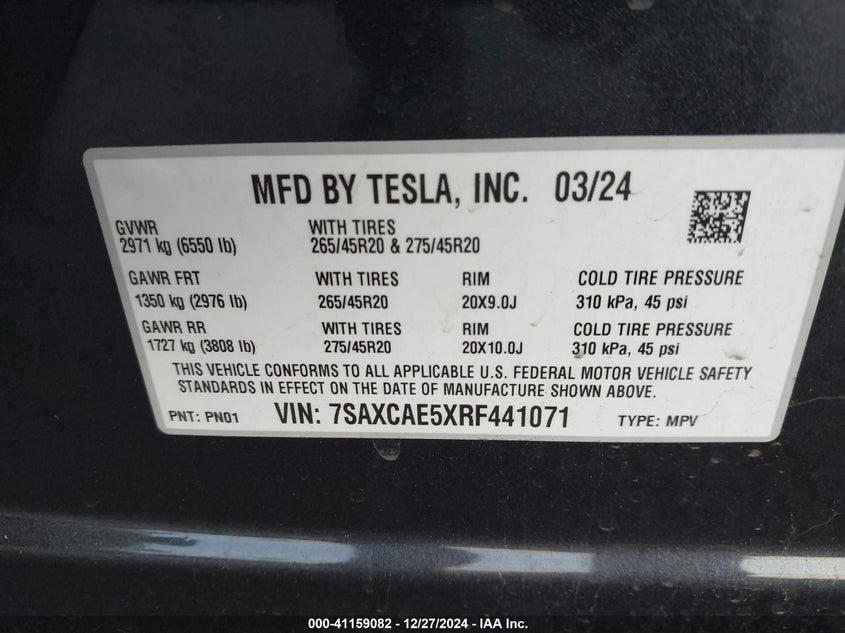 MFD BY TESLA, INC. 03/24
GVWR WITH TIRES
2971 kg (6550 lb) 265/45R20 & 275/45R20
GAWR FRT WITH TIRES RIM COLD TIRE PRESSURE
1350 kg (2976 lb) 265/45R20 20X9.0J 310 kPa, 45 psi
GAWR RR WITH TIRES RIM COLD TIRE PRESSURE
1727 kg (3808 lb) 275/45R20 20X10.0J 310 kPa, 45 psi
THIS VEHICLE CONFORMS TO ALL APPLICABLE U.S. FEDERAL MOTOR VEHICLE SAFETY
STANDARDS IN EFFECT ON THE DATE OF MANUFACTURE SHOWN ABOVE.
PNT: PN01 VIN: 7SAXCAE5XRF441071 TYPE: MPV
000-41159082 - 12/27/2024 - IAA Inc.